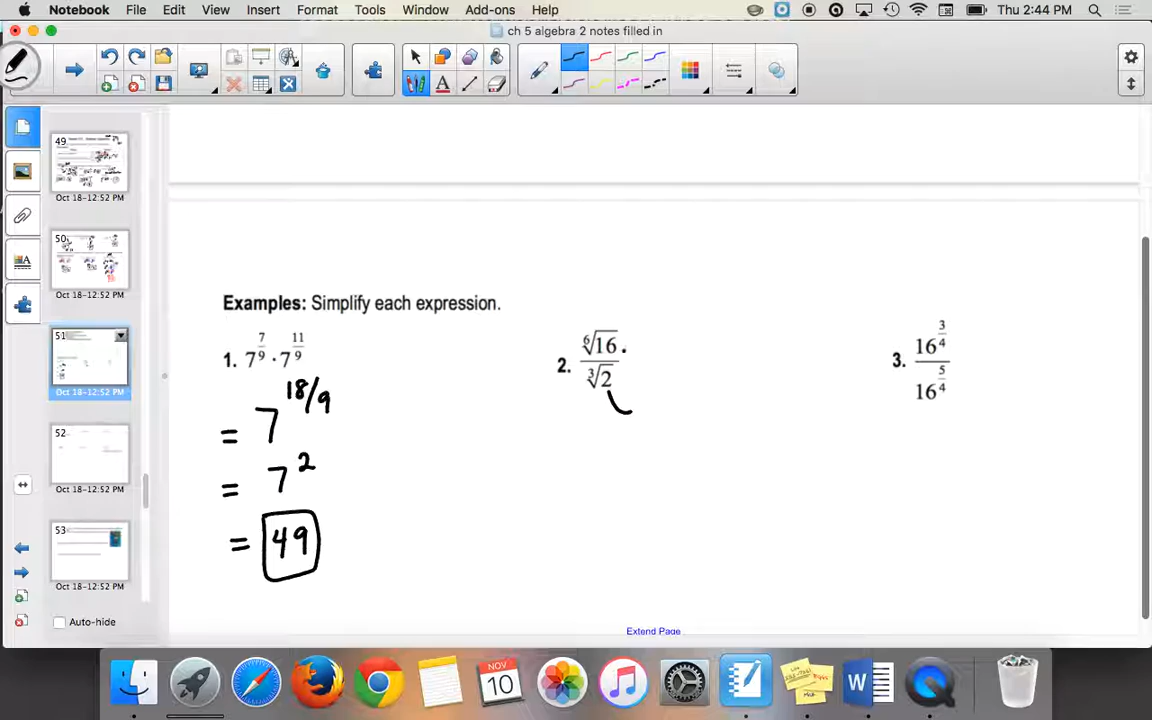 Notebook File Edit View Insert Format Tools Window Add-ons Help Thu 2:44 PM
ch 5 algebra 2 notes filled in
49
Oct 18-12:52 PM
50
Oct 18-12:52 PM
51
Oct 18-12:52 PM
52
Oct 18-12:52 PM
53
Oct 18-12:52 PM
Auto-hide
Examples: Simplify each expression.
1. 7^(7/9) · 7^(11/9)
= 7^(18/9)
= 7^2
= 49
2. ⁶√16 / ³√2
3. 16^(3/4) / 16^(5/4)
Extend Page
NOV
10
W